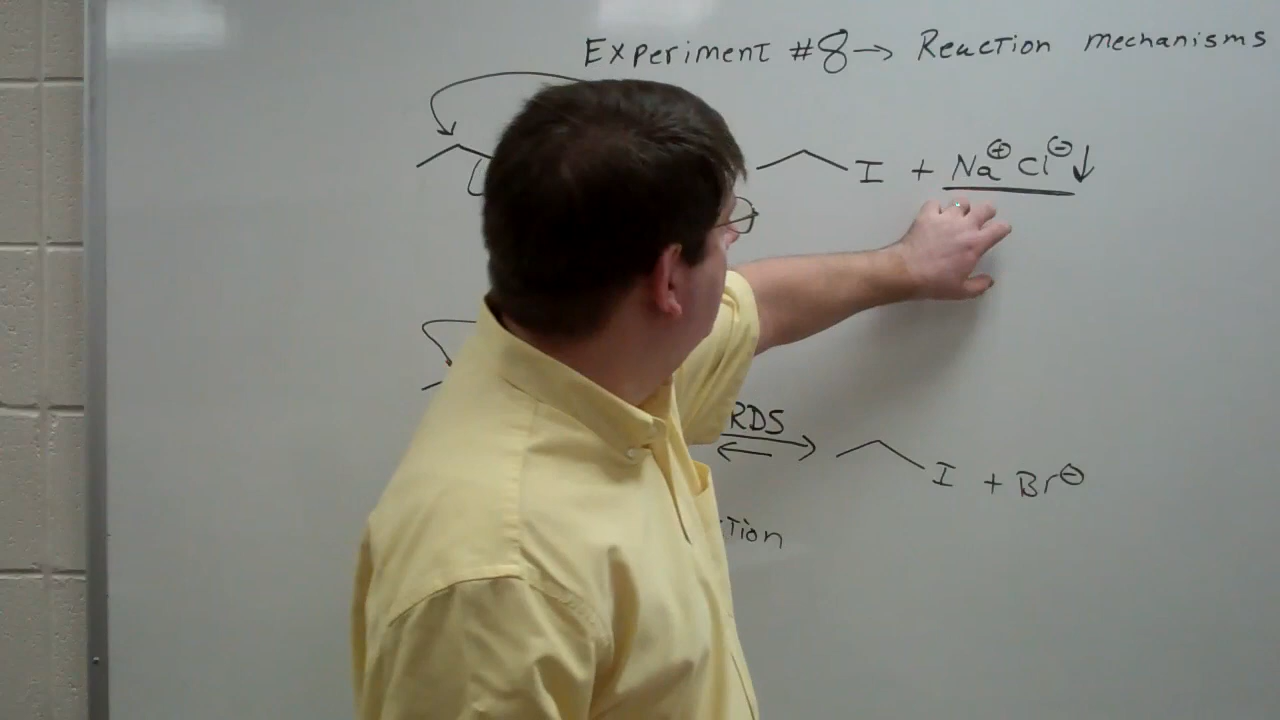 Experiment #8→ Reaction mechanisms
I + Na⊕ Cl⊖ ↓
RDS
I + Br⊖
tion